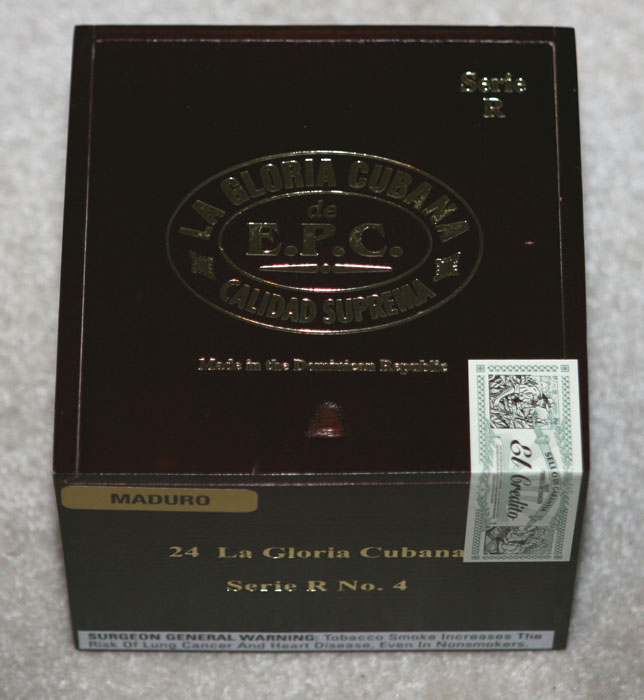 Serie
R
LA GLORIA CUBANA
de
E.P.C.
CALIDAD SUPREMA
Made in the Dominican Republic
El Credito
MADURO
24 La Gloria Cubana
Serie R No. 4
SURGEON GENERAL WARNING: Tobacco Smoke Increases The
Risk Of Lung Cancer And Heart Disease, Even In Nonsmokers.